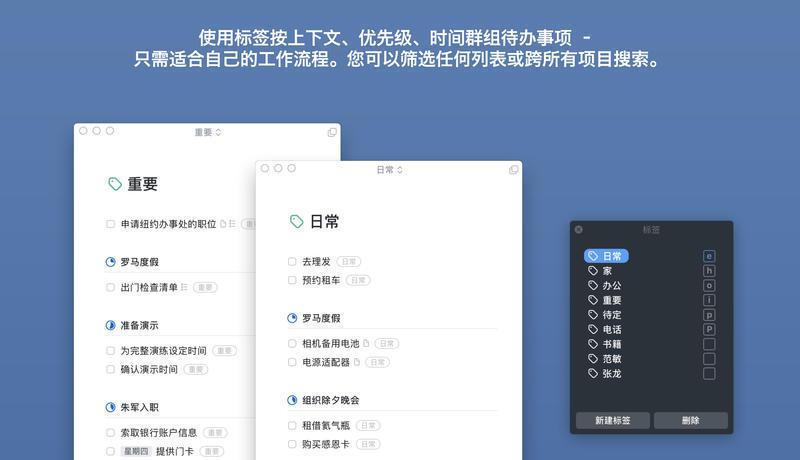 使用标签按上下文、优先级、时间群组待办事项 -
只需适合自己的工作流程。您可以筛选任何列表或跨所有项目搜索。
重要
重要
申请纽约办事处的职位
罗马度假
出门检查清单 重要
准备演示
为完整演练设定时间 重要
确认演示时间 重要
朱军入职
索取银行账户信息 重要
星期四 提供门卡 重要
日常
日常
去理发 日常
预约租车 日常
罗马度假
相机备用电池 日常
电源适配器 日常
组织除夕晚会
租借氦气瓶 日常
购买感恩卡 日常
标签
日常 e
家 h
办公 o
重要 i
待定 p
电话 P
书籍
范敏
张龙
新建标签 删除